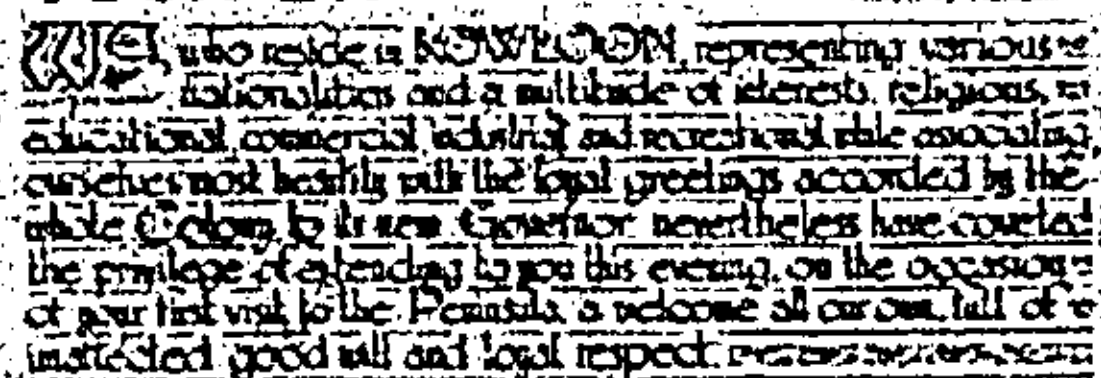 WE who reside in KOWLOON, representing various
nationalities and a multitude of interests, religious,
educational, commercial, industrial and recreational, while associating
ourselves most heartily with the loyal greetings accorded by the
whole Colony to its new Governor nevertheless have coveted
the privilege of extending to you this evening, on the occasion
of your first visit to the Peninsula, a welcome all our own, full of
unaffected good will and loyal respect.